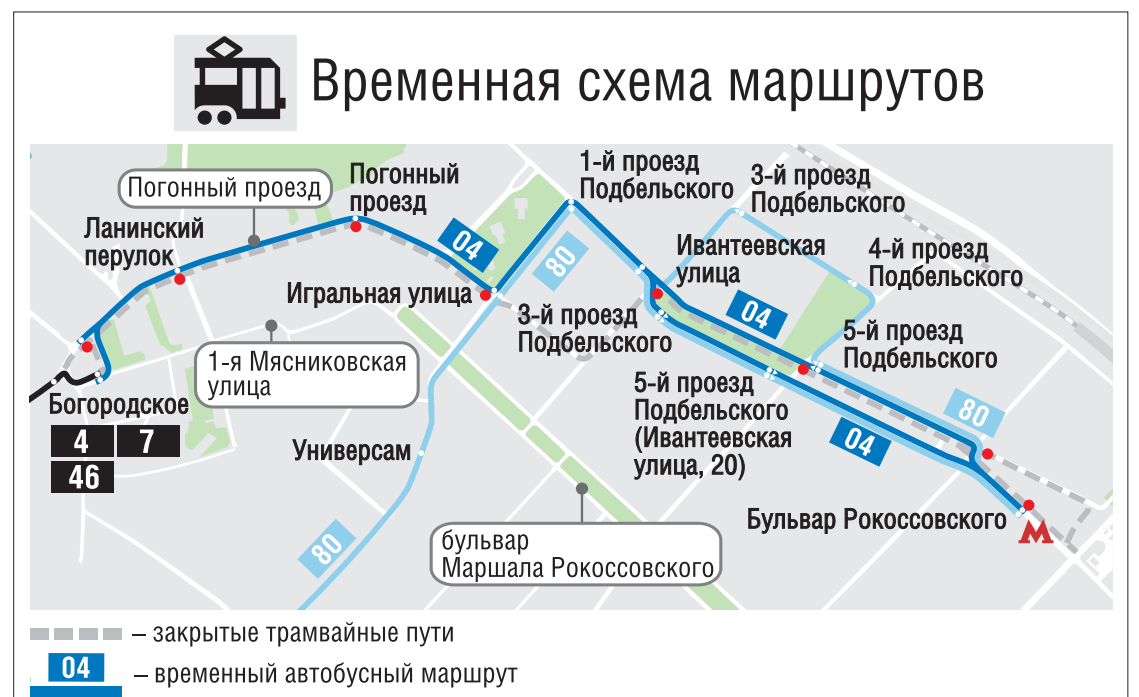 Временная схема маршрутов
Погонный проезд
Погонный
проезд
1-й проезд
Подбельского
3-й проезд
Подбельского
Ланинский
перулок
04
80
Ивантеевская
улица
4-й проезд
Подбельского
Игральная улица
3-й проезд
Подбельского
04
5-й проезд
Подбельского
1-я Мясниковская
улица
Богородское
4
7
46
5-й проезд
Подбельского
(Ивантеевская
улица, 20)
80
04
Универсам
Бульвар Рокоссовского
М
80
бульвар
Маршала Рокоссовского
– закрытые трамвайные пути
04
– временный автобусный маршрут